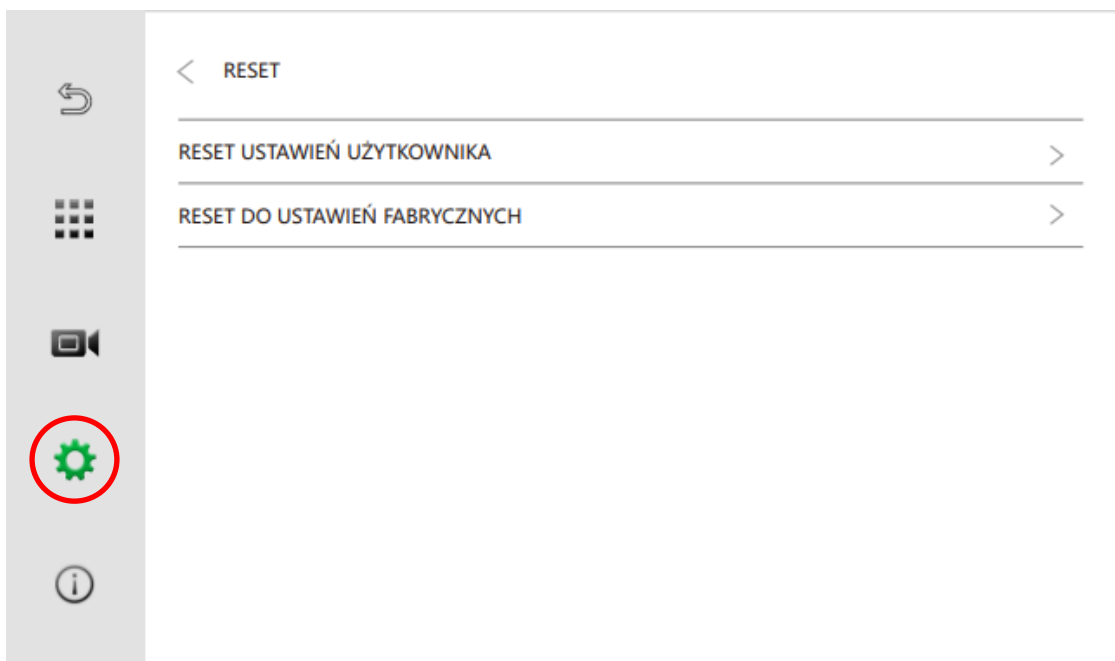 RESET
RESET USTAWIEŃ UŻYTKOWNIKA
RESET DO USTAWIEŃ FABRYCZNYCH